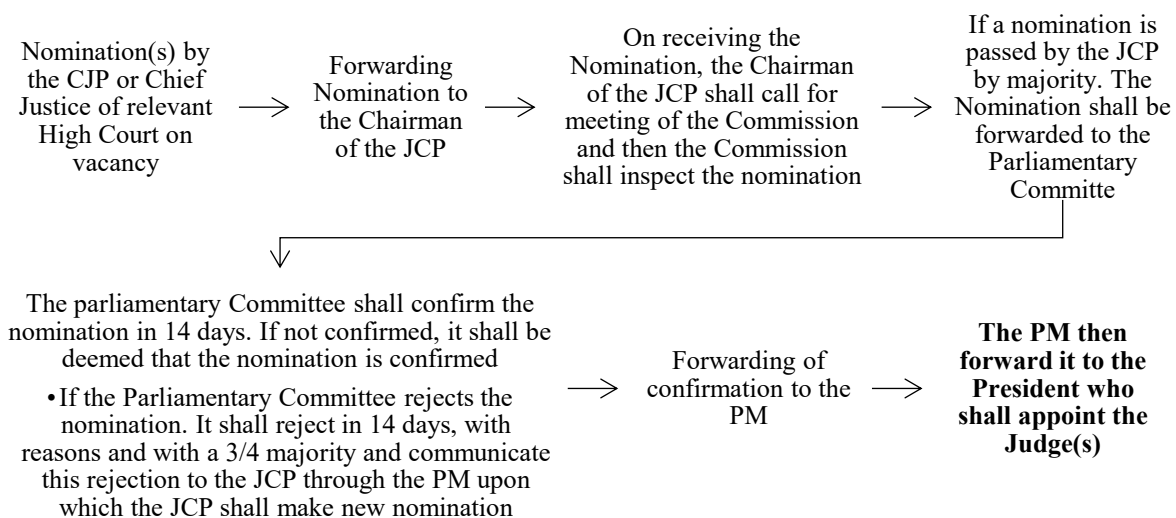 Nomination(s) by
the CJP or Chief
Justice of relevant
High Court on
vacancy
Forwarding
Nomination to
the Chairman
of the JCP
On receiving the
Nomination, the Chairman
of the JCP shall call for
meeting of the Commission
and then the Commission
shall inspect the nomination
If a nomination is
passed by the JCP
by majority. The
Nomination shall be
forwarded to the
Parliamentary
Committe
The parliamentary Committee shall confirm the
nomination in 14 days. If not confirmed, it shall be
deemed that the nomination is confirmed
•If the Parliamentary Committee rejects the
nomination. It shall reject in 14 days, with
reasons and with a 3/4 majority and communicate
this rejection to the JCP through the PM upon
which the JCP shall make new nomination
Forwarding of
confirmation to the
PM
The PM then
forward it to the
President who
shall appoint the
Judge(s)